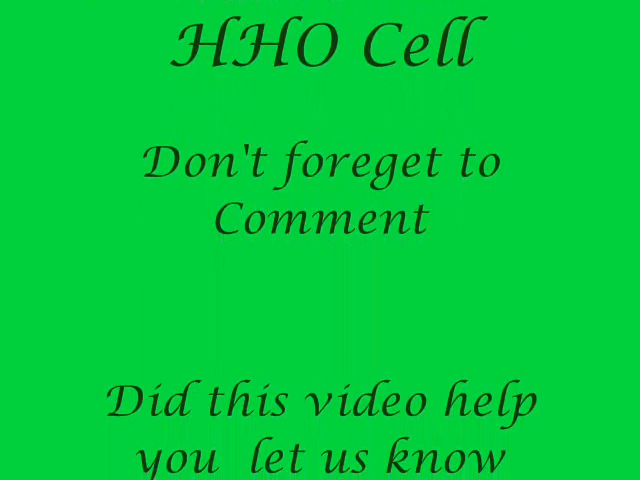 HHO Cell
Don't foreget to
Comment
Did this video help
you let us know